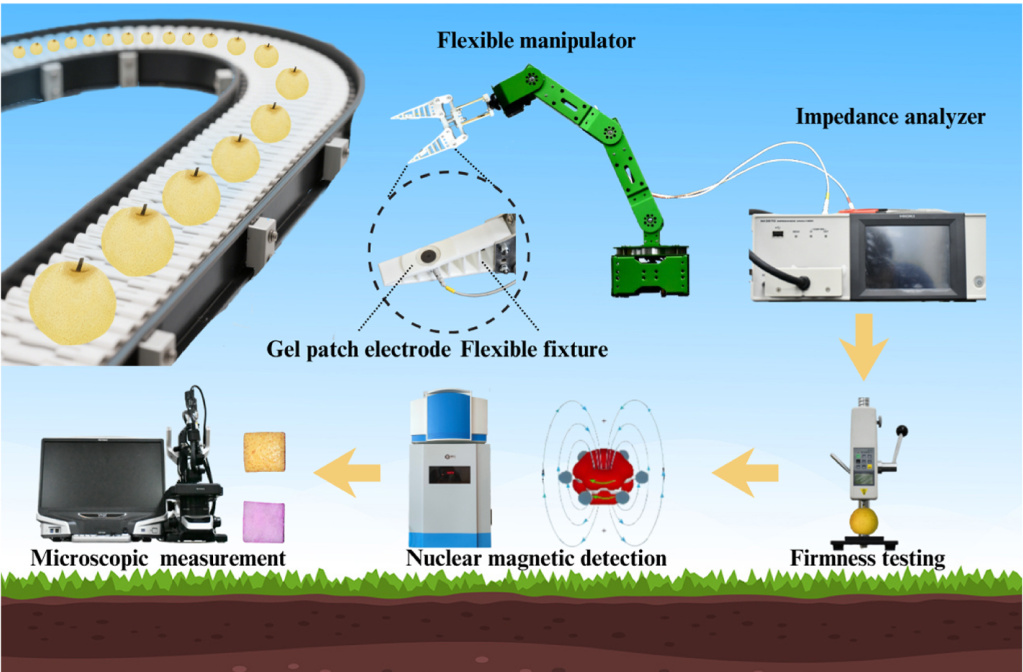 Flexible manipulator
Impedance analyzer
Gel patch electrode
Flexible fixture
Microscopic measurement
Nuclear magnetic detection
Firmness testing